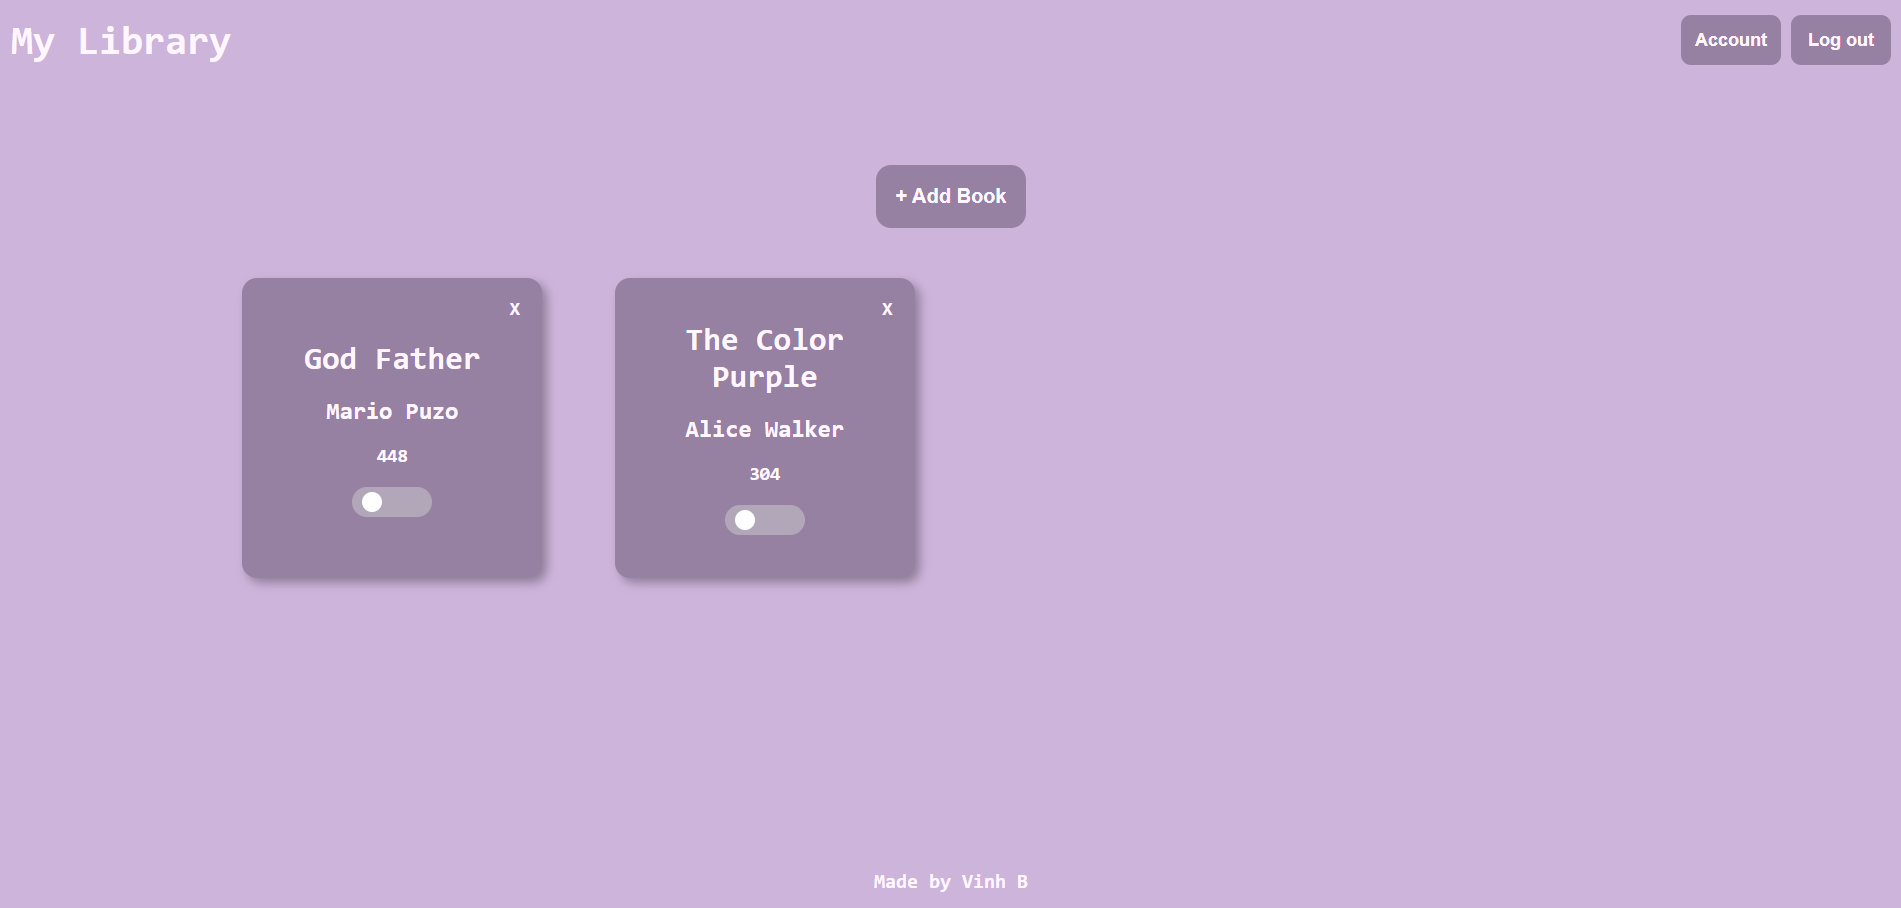 My Library
Account
Log out
+ Add Book
X
God Father
Mario Puzo
448
X
The Color
Purple
Alice Walker
304
Made by Vinh B